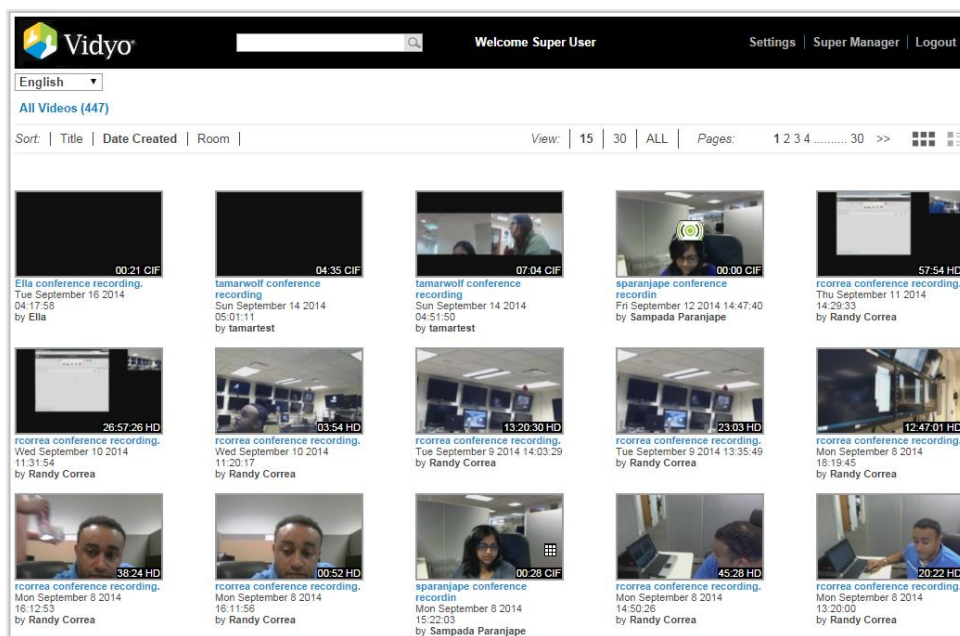 Vidyo
Welcome Super User
Settings | Super Manager | Logout
English
All Videos (447)
Sort: | Title | Date Created | Room |
View: | 15 | 30 | ALL | Pages: 1 2 3 4 .......... 30 >>
00:21 CIF
Ella conference recording.
Tue September 16 2014
04:17:58
by Ella
04:35 CIF
tamarwolf conference
recording
Sun September 14 2014
05:01:11
by tamartest
07:04 CIF
tamarwolf conference
recording
Sun September 14 2014
04:51:50
by tamartest
00:00 CIF
sparanjape conference
recordin
Fri September 12 2014 14:47:40
by Sampada Paranjape
57:54 HD
rcorrea conference recording.
Thu September 11 2014
14:29:33
by Randy Correa
26:57:26 HD
rcorrea conference recording.
Wed September 10 2014
11:31:54
by Randy Correa
03:54 HD
rcorrea conference recording.
Wed September 10 2014
11:20:17
by Randy Correa
13:20:30 HD
rcorrea conference recording.
Tue September 9 2014 14:03:29
by Randy Correa
23:03 HD
rcorrea conference recording.
Tue September 9 2014 13:35:49
by Randy Correa
12:47:01 HD
rcorrea conference recording.
Mon September 8 2014
18:19:45
by Randy Correa
38:24 HD
rcorrea conference recording.
Mon September 8 2014
16:12:53
by Randy Correa
00:52 HD
rcorrea conference recording.
Mon September 8 2014
16:11:56
by Randy Correa
00:28 CIF
sparanjape conference
recordin
Mon September 8 2014
15:22:03
by Sampada Paranjape
45:28 HD
rcorrea conference recording.
Mon September 8 2014
14:50:26
by Randy Correa
20:22 HD
rcorrea conference recording.
Mon September 8 2014
13:20:00
by Randy Correa